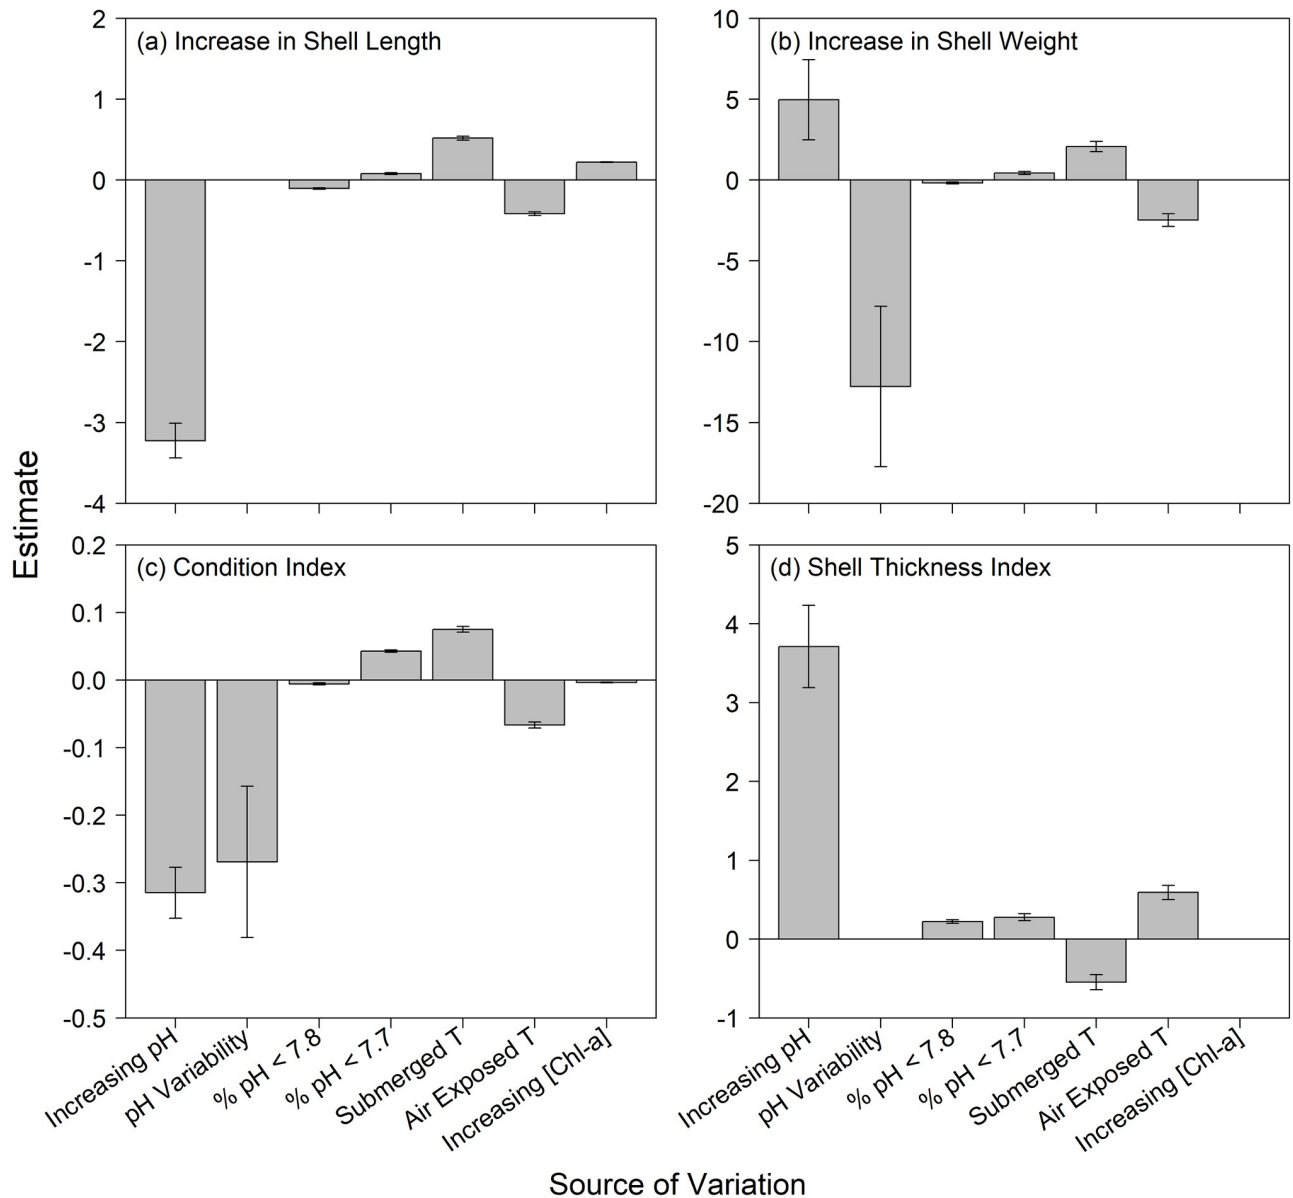 Estimate
(a) Increase in Shell Length
2
1
0
-1
-2
-3
-4
(b) Increase in Shell Weight
10
5
0
-5
-10
-15
-20
(c) Condition Index
0.2
0.1
0.0
-0.1
-0.2
-0.3
-0.4
-0.5
Increasing pH
pH Variability
% pH < 7.8
% pH < 7.7
Submerged T
Air Exposed T
Increasing [Chl-a]
(d) Shell Thickness Index
5
4
3
2
1
0
-1
Increasing pH
pH Variability
% pH < 7.8
% pH < 7.7
Submerged T
Air Exposed T
Increasing [Chl-a]
Source of Variation